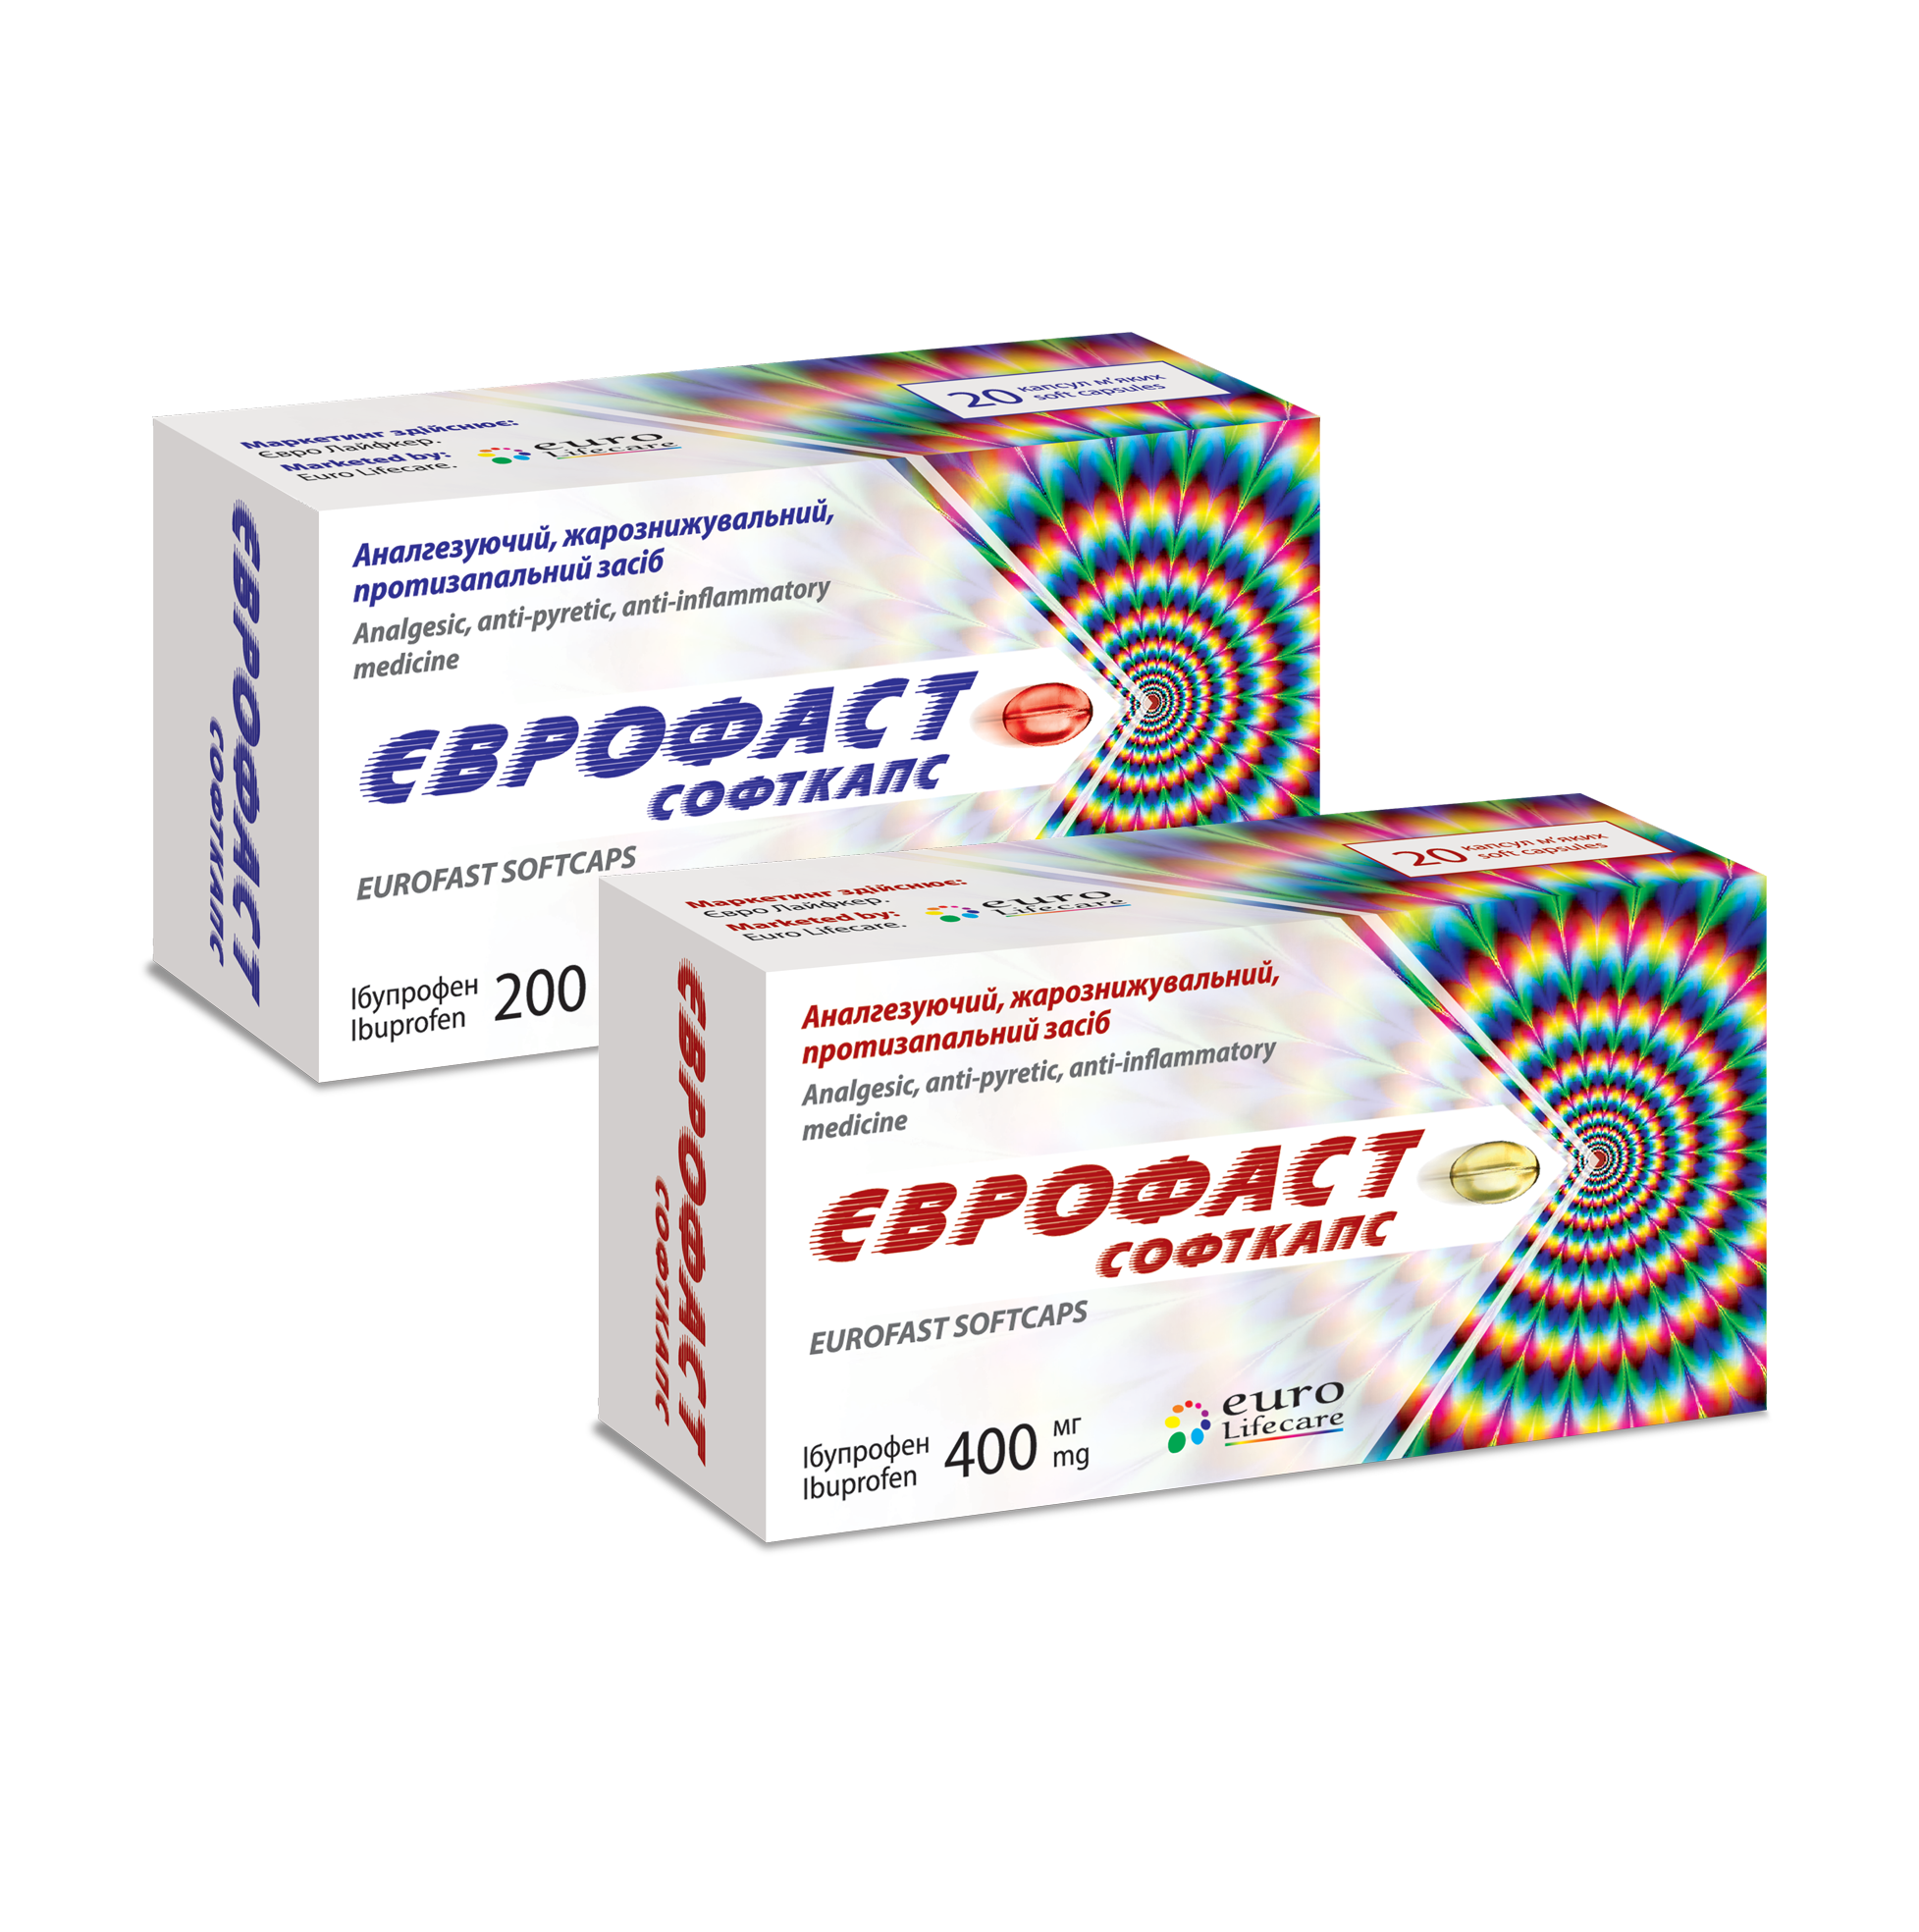 Маркетинг здійснює:
Євро Лайфкер.
Marketed by:
Euro Lifecare.
euro
Lifecare
20 капсул м'яких
soft capsules
Аналгезуючий, жарознижувальний,
протизапальний засіб
Analgesic, anti-pyretic, anti-inflammatory
medicine
ЄВРОФАСТ
СОФТКАПС
EUROFAST SOFTCAPS
Ібупрофен 200
Ibuprofen
ЄВРОФАСТ
СОФТКАПС
Маркетинг здійснює:
Євро Лайфкер.
Marketed by:
Euro Lifecare.
euro
Lifecare
20 капсул м'яких
soft capsules
Аналгезуючий, жарознижувальний,
протизапальний засіб
Analgesic, anti-pyretic, anti-inflammatory
medicine
ЄВРОФАСТ
СОФТКАПС
EUROFAST SOFTCAPS
Ібупрофен 400 мг
Ibuprofen mg
euro
Lifecare
ЄВРОФАСТ
СОФТКАПС